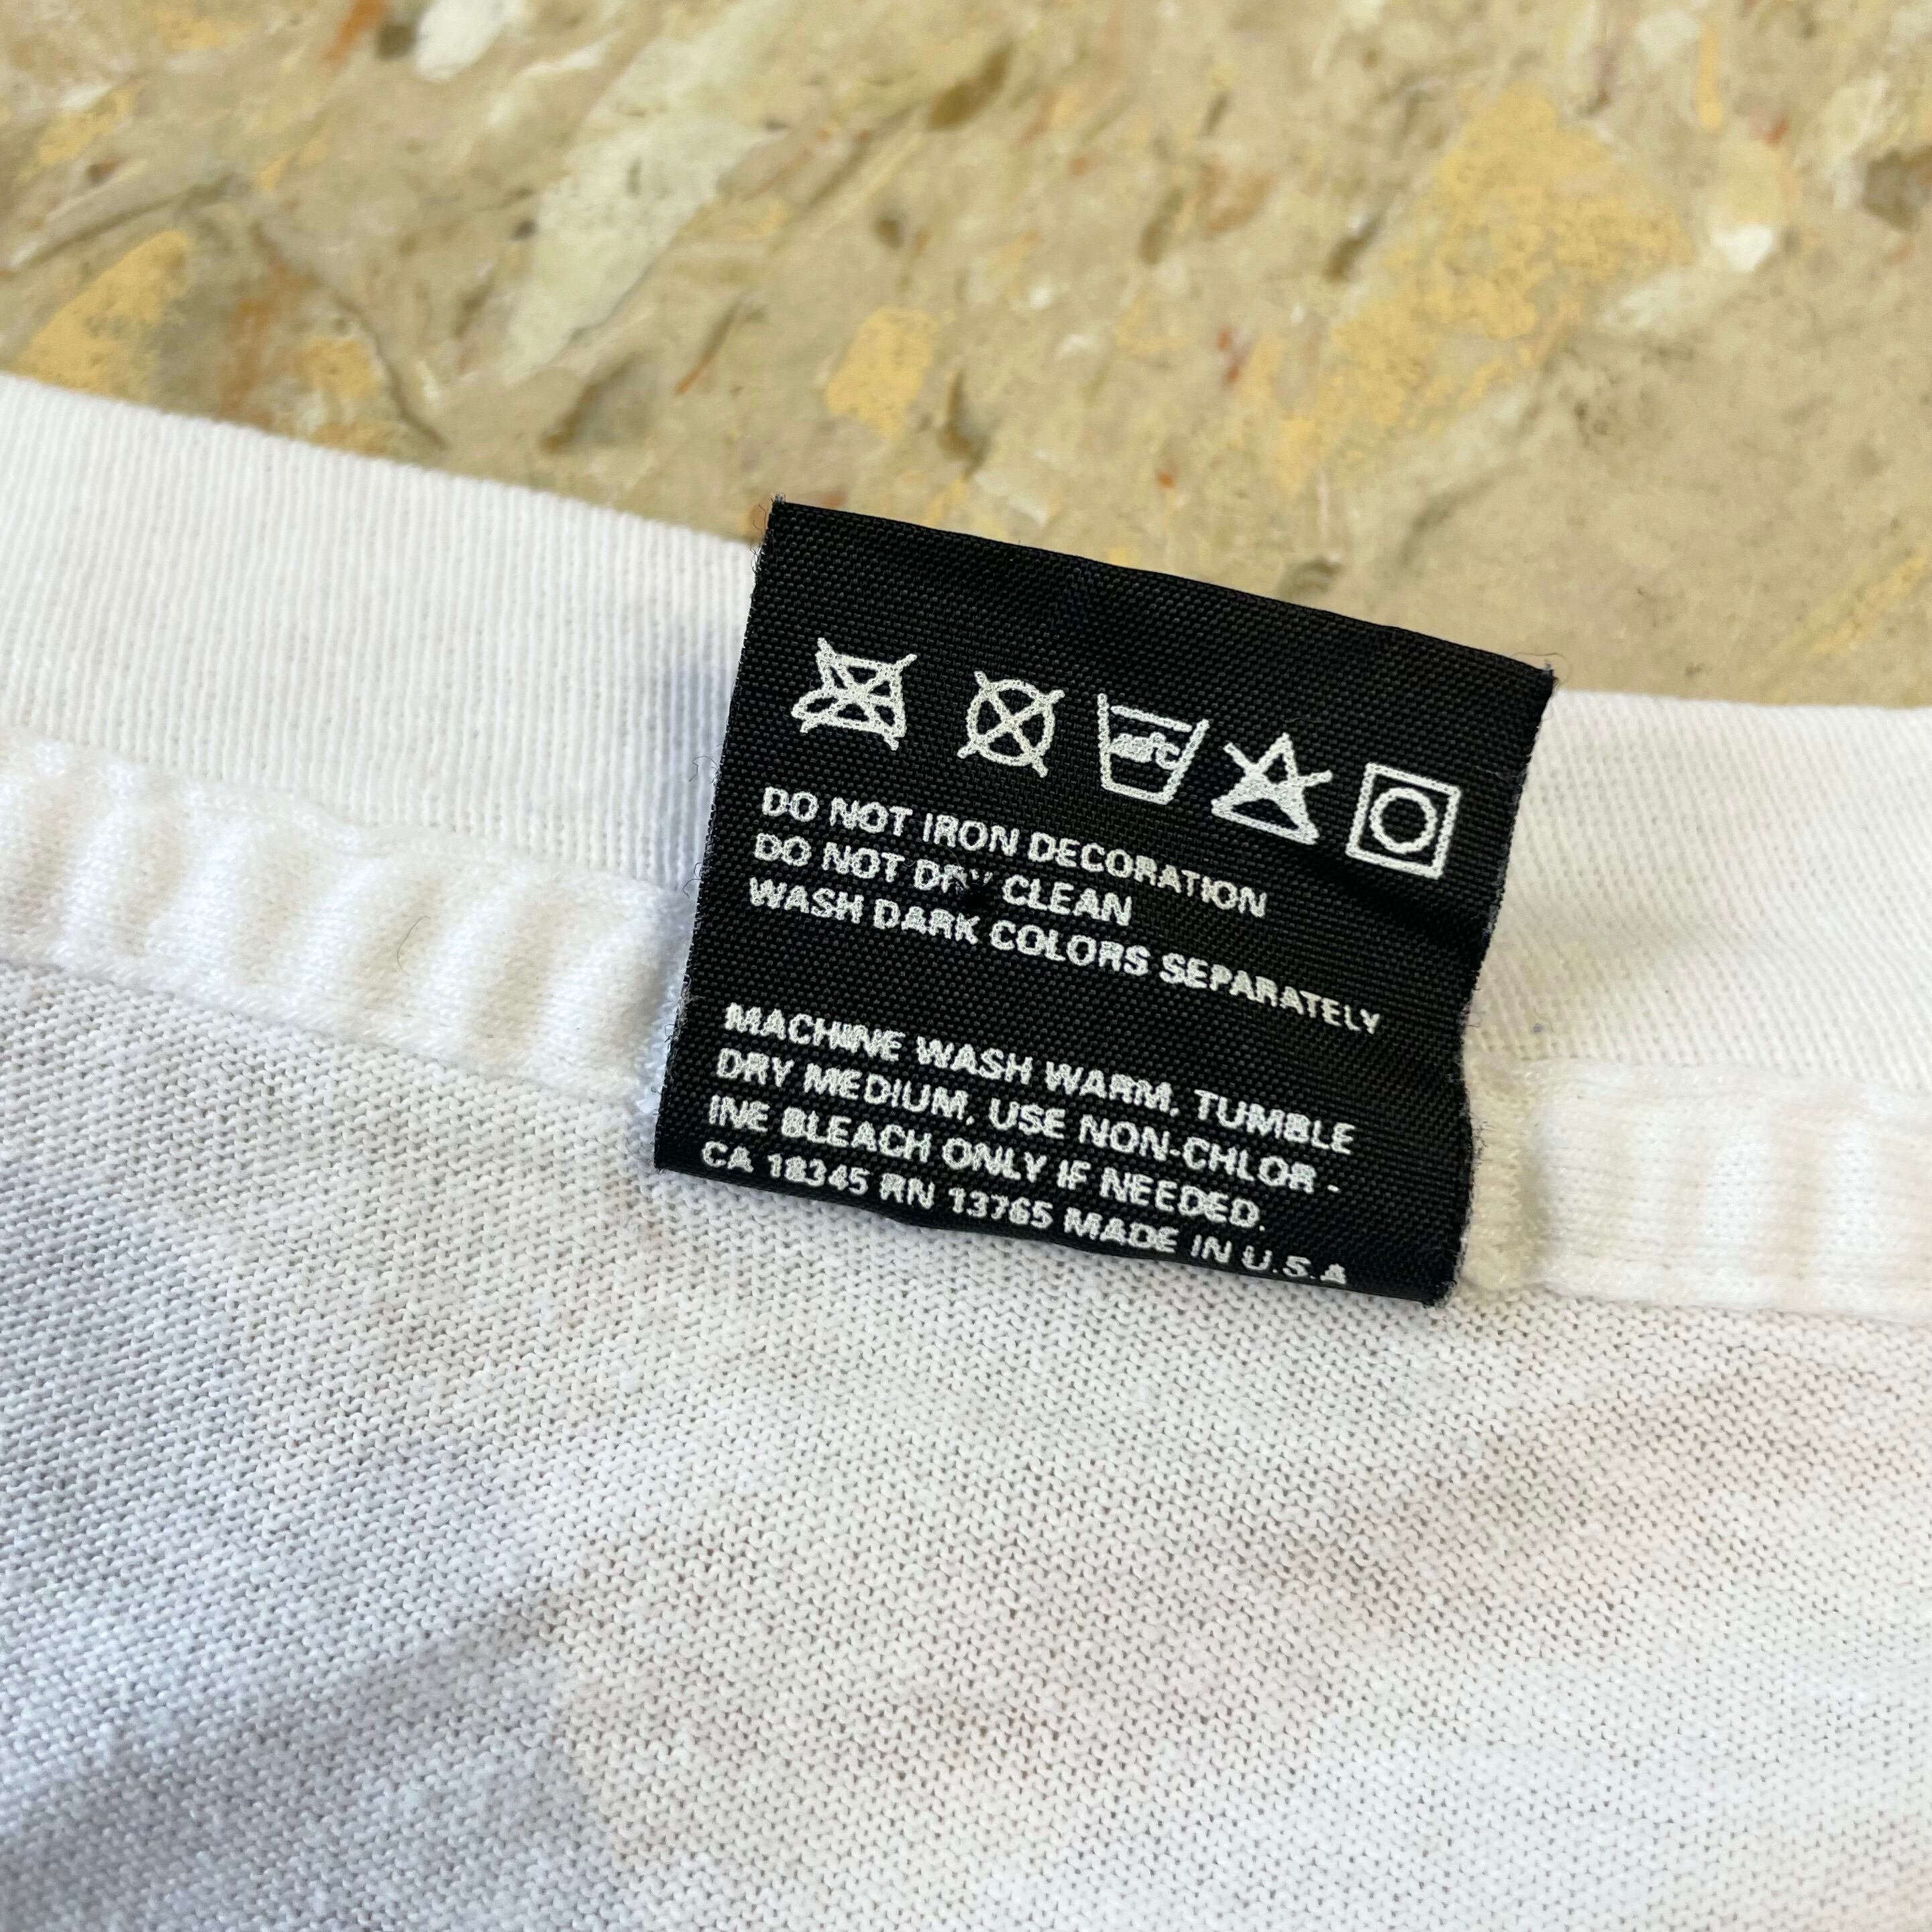 DO NOT IRON DECORATION
DO NOT DRY CLEAN
WASH DARK COLORS SEPARATELY
MACHINE WASH WARM, TUMBLE
DRY MEDIUM, USE NON-CHLOR -
INE BLEACH ONLY IF NEEDED.
CA 18345 RN 13765 MADE IN U.S.A